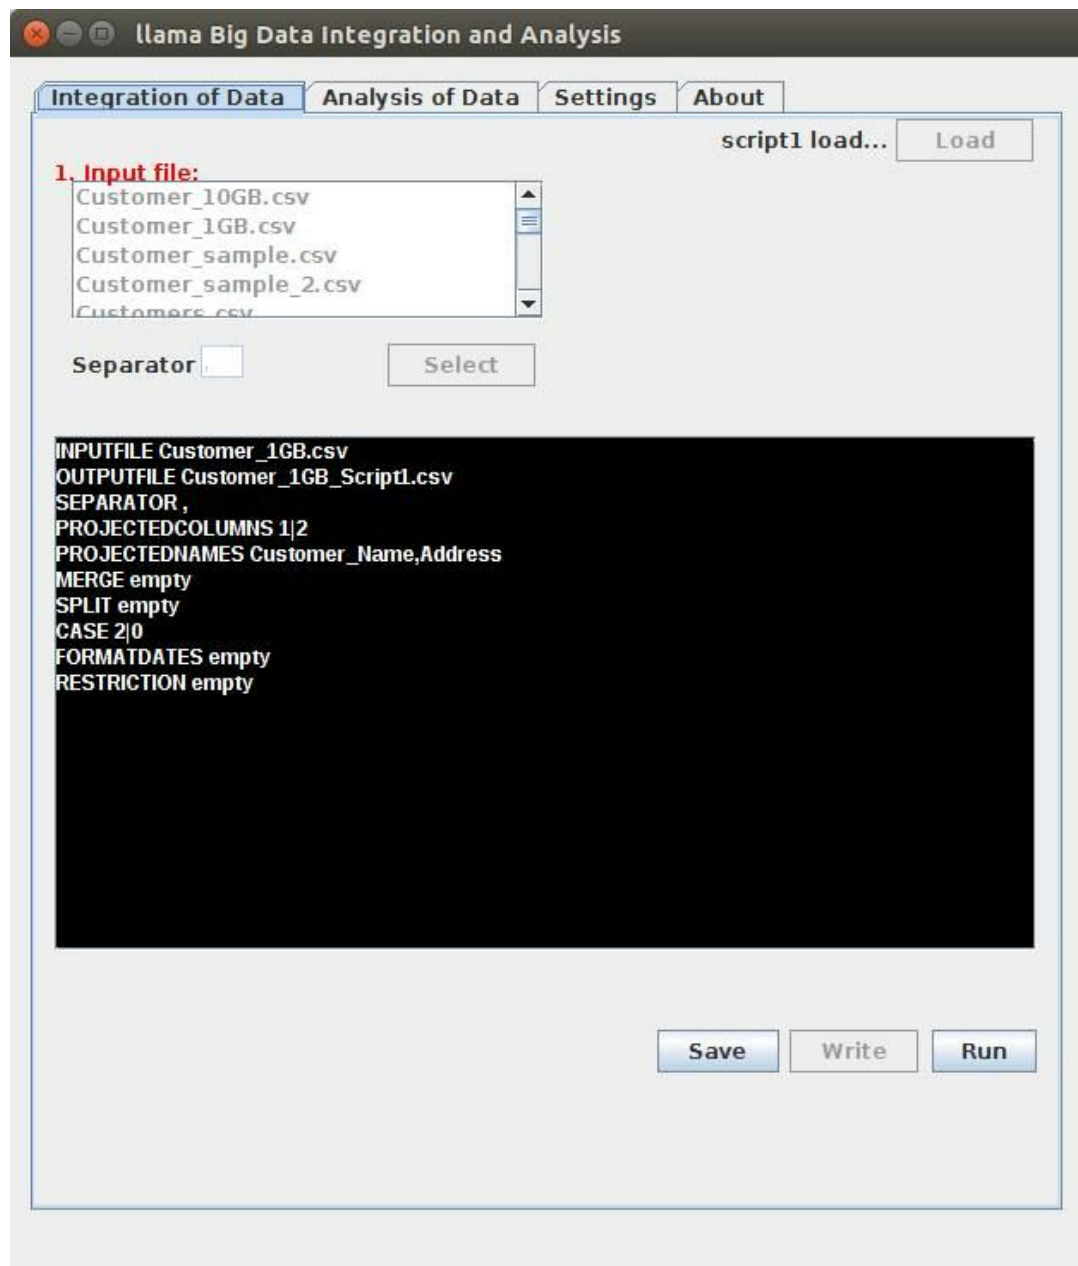 llama Big Data Integration and Analysis
Integration of Data Analysis of Data Settings About
script1 load... Load
1. Input file:
Customer_10GB.csv
Customer_1GB.csv
Customer_sample.csv
Customer_sample_2.csv
Customers.csv
Separator , Select
INPUTFILE Customer_1GB.csv
OUTPUTFILE Customer_1GB_Script1.csv
SEPARATOR ,
PROJECTEDCOLUMNS 1|2
PROJECTEDNAMES Customer_Name,Address
MERGE empty
SPLIT empty
CASE 2|0
FORMATDATES empty
RESTRICTION empty
Save Write Run